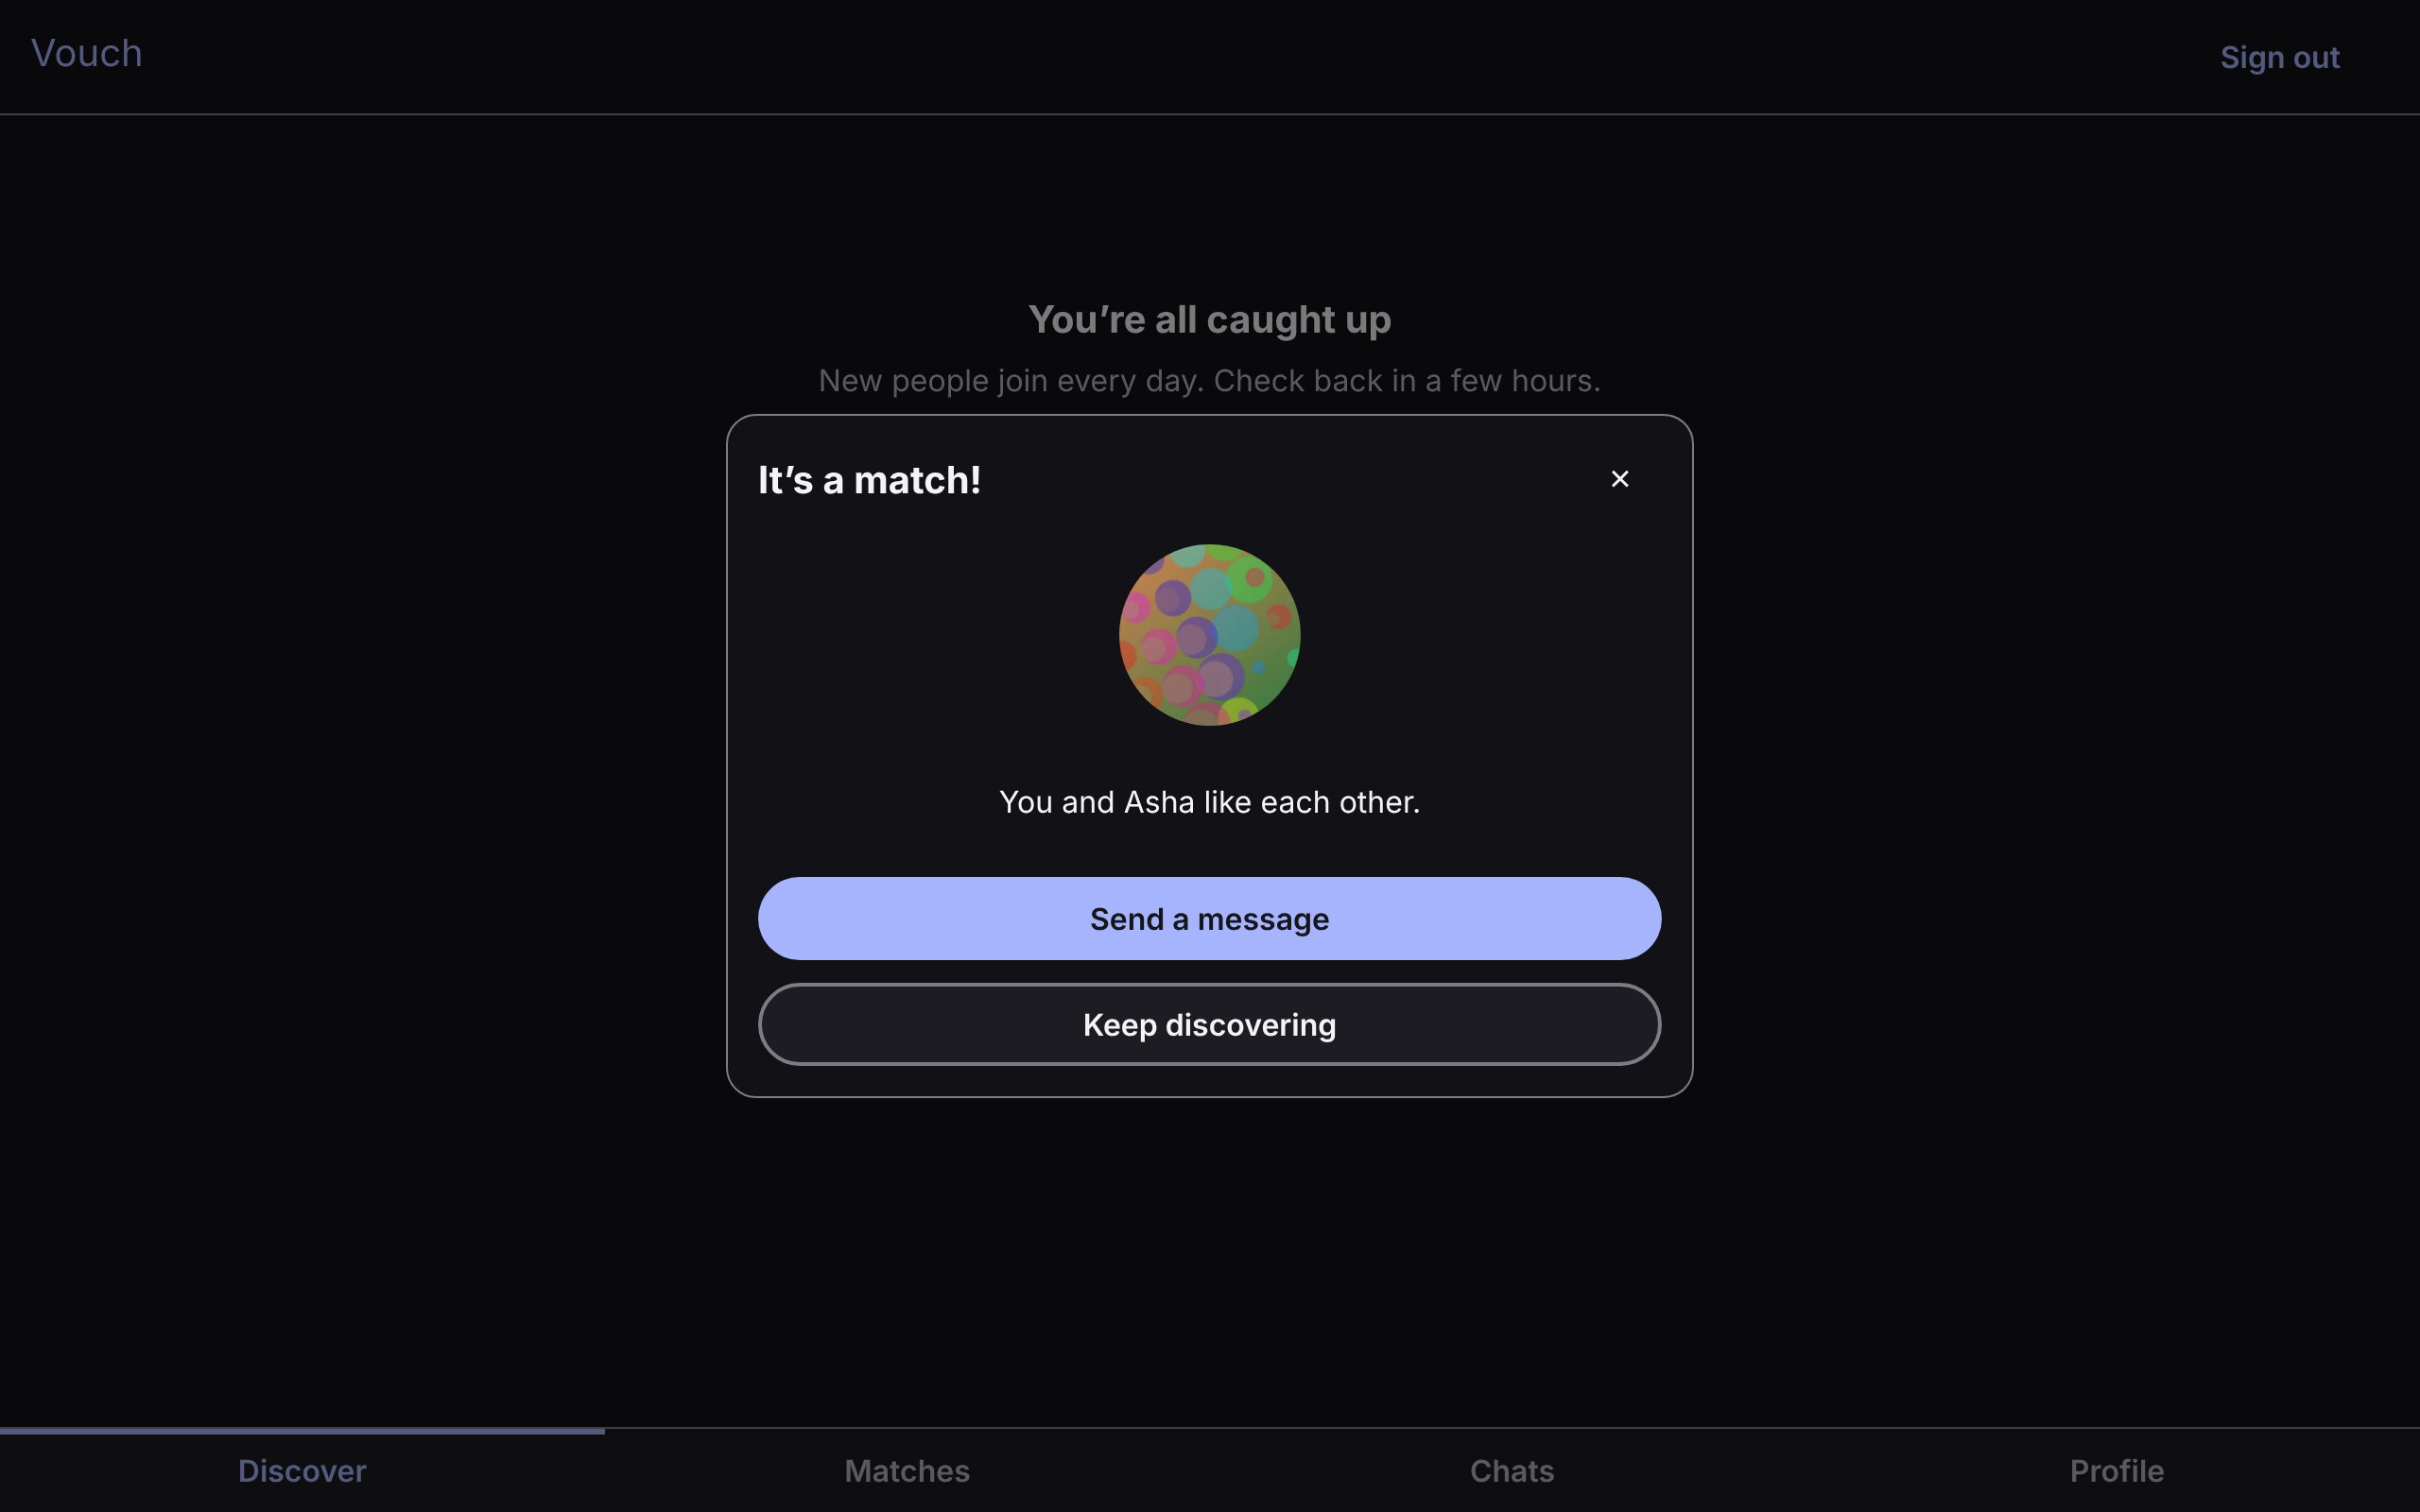 Vouch
Sign out
You’re all caught up
New people join every day. Check back in a few hours.
It’s a match!
You and Asha like each other.
Send a message
Keep discovering
Discover
Matches
Chats
Profile